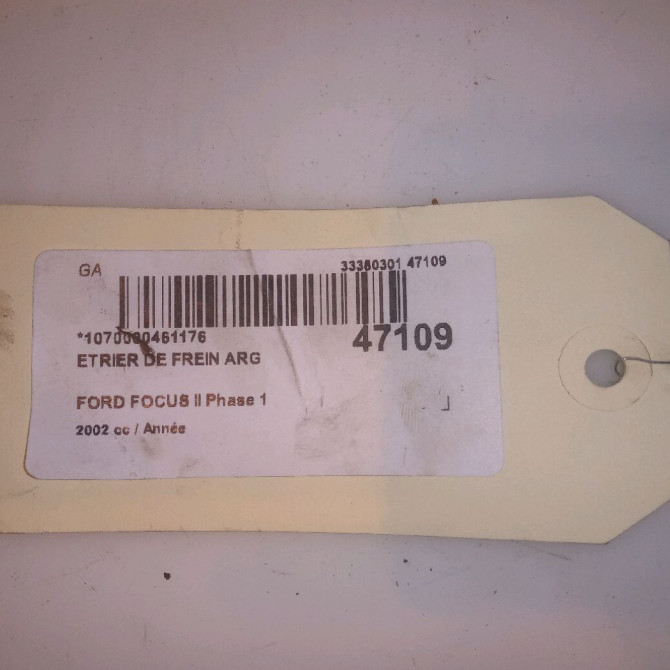 GA
33380301 47109
*1070000461176
47109
ETRIER DE FREIN ARG
FORD FOCUS II Phase 1
2002 cc / Année